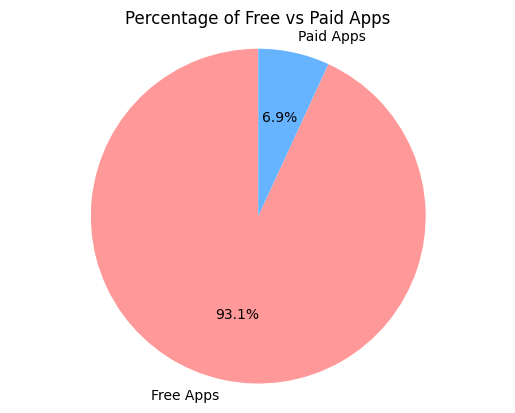 Percentage of Free vs Paid Apps
Paid Apps
6.9%
93.1%
Free Apps